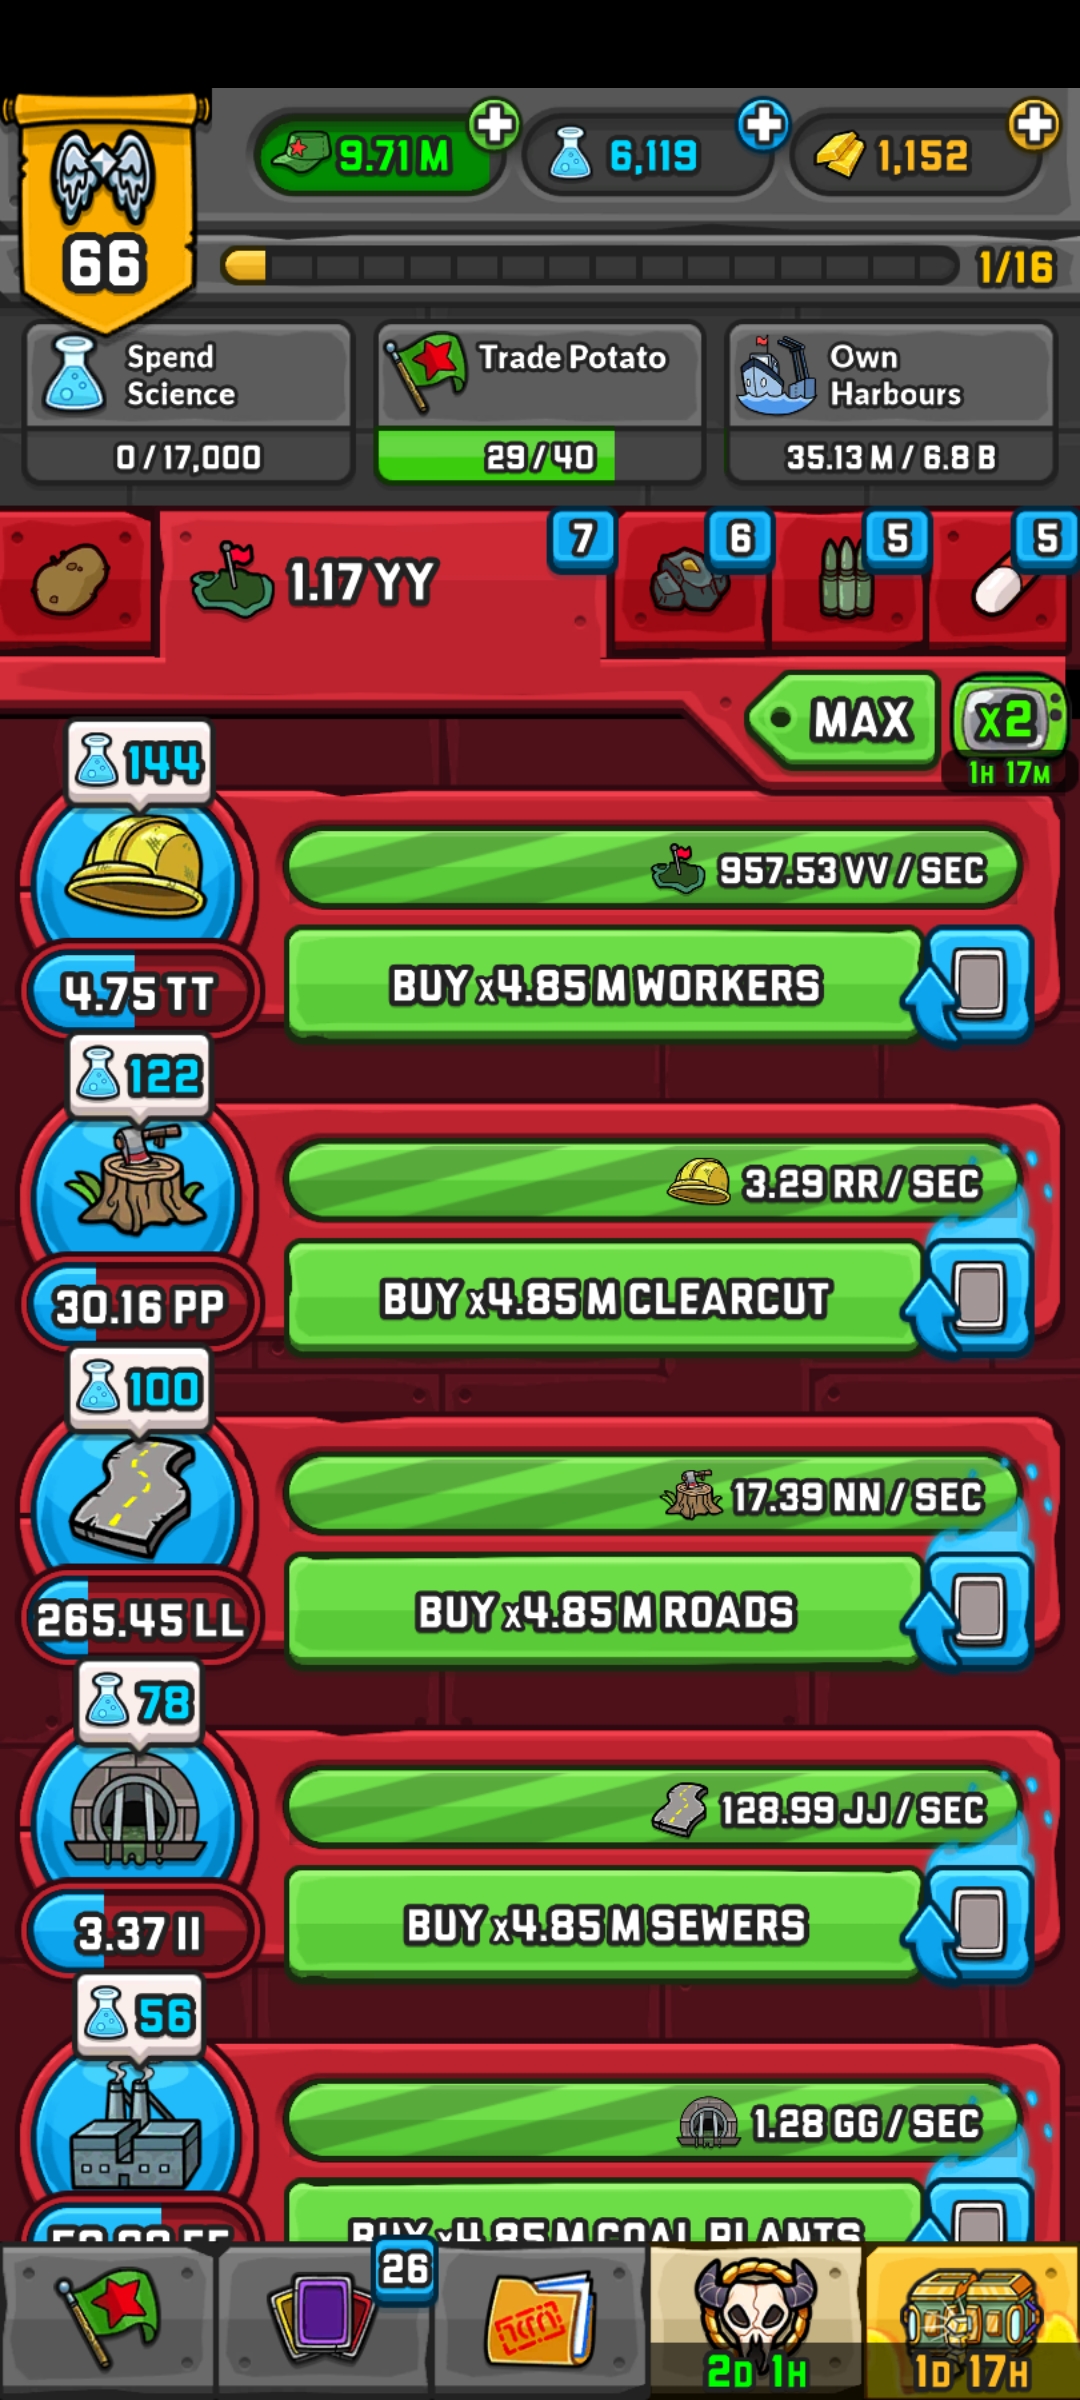 9.71 M
6,119
1,152
66
1/16
Spend
Science
0 / 17,000
Trade Potato
29 / 40
Own
Harbours
35.13 M / 6.8 B
1.17 YY
7
6
5
5
MAX
x2
1H 17M
144
957.53 VV / SEC
BUY x4.85 M WORKERS
4.75 TT
122
3.29 RR / SEC
BUY x4.85 M CLEARCUT
30.16 PP
100
17.39 NN / SEC
BUY x4.85 M ROADS
265.45 LL
78
128.99 JJ / SEC
BUY x4.85 M SEWERS
3.37 II
56
1.28 GG / SEC
BUY x4.85 M COAL PLANTS
26
2D 1H
1D 17H